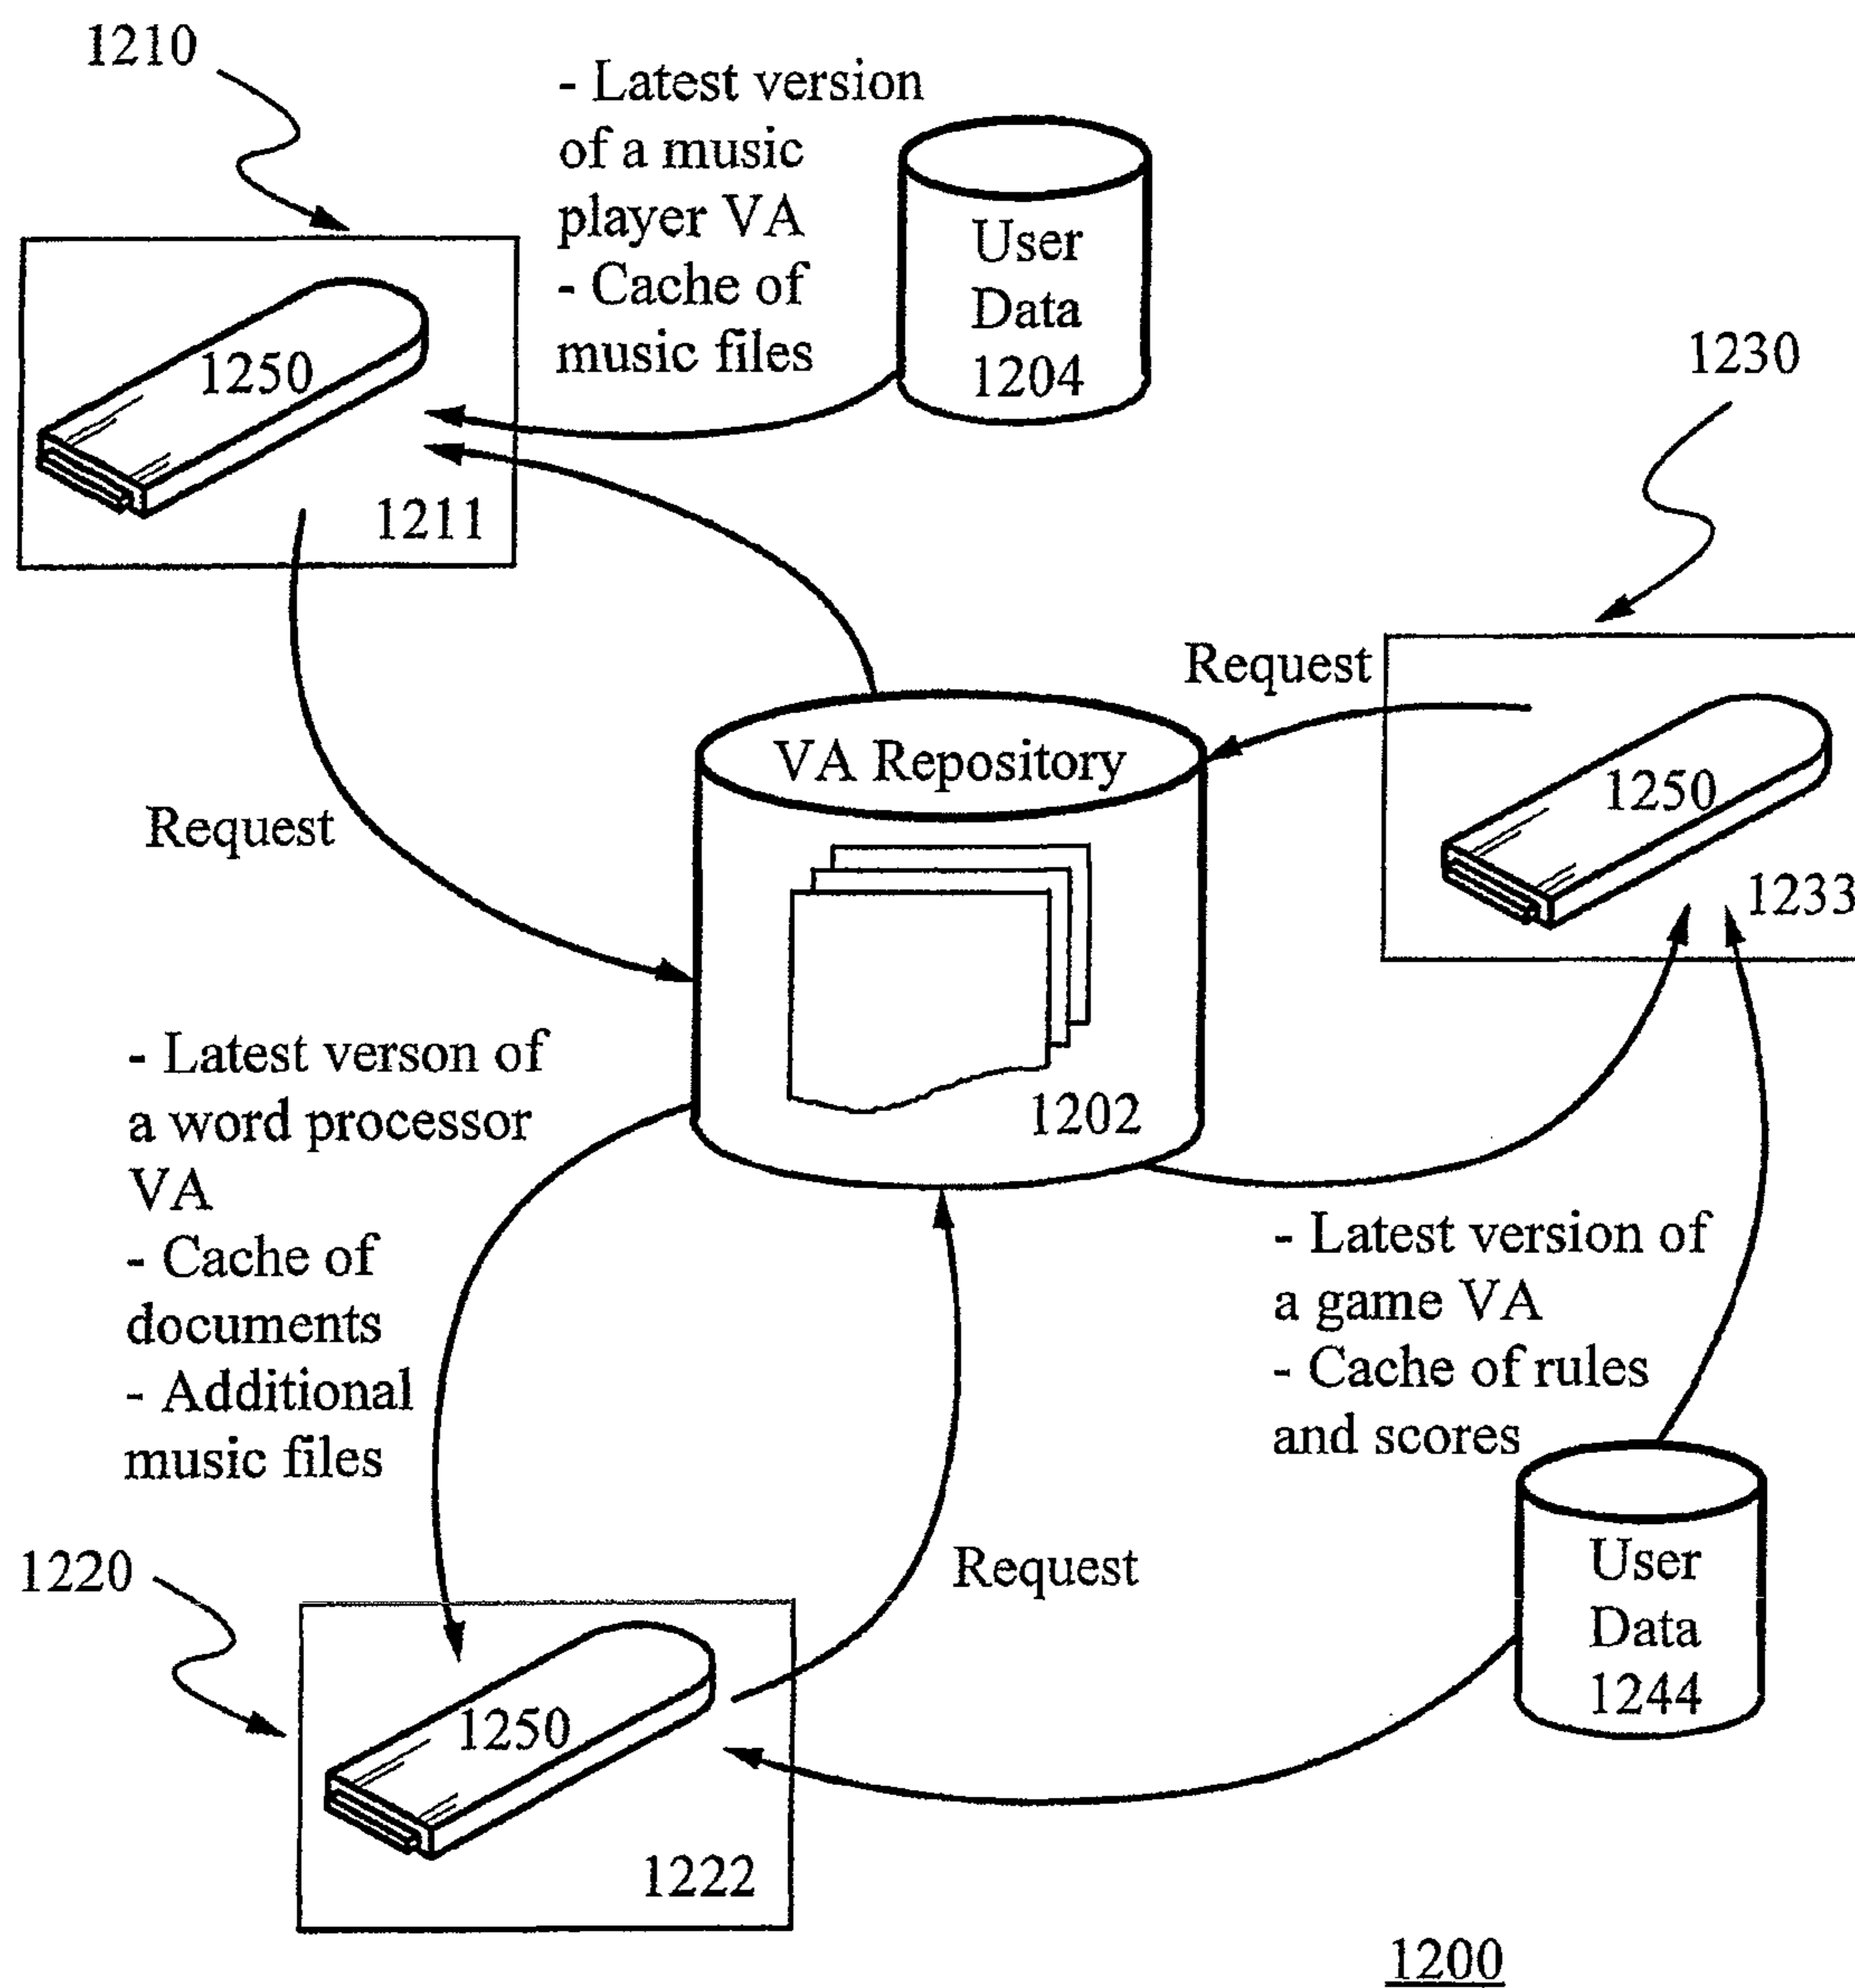 1210
- Latest version
of a music
player VA
- Cache of
music files
User
Data
1204
1250
1211
1230
Request
1250
1233
VA Repository
1202
Request
- Latest verson of
a word processor
VA
- Cache of
documents
- Additional
music files
- Latest version of
a game VA
- Cache of rules
and scores
Request
1220
1250
1222
User
Data
1244
1200